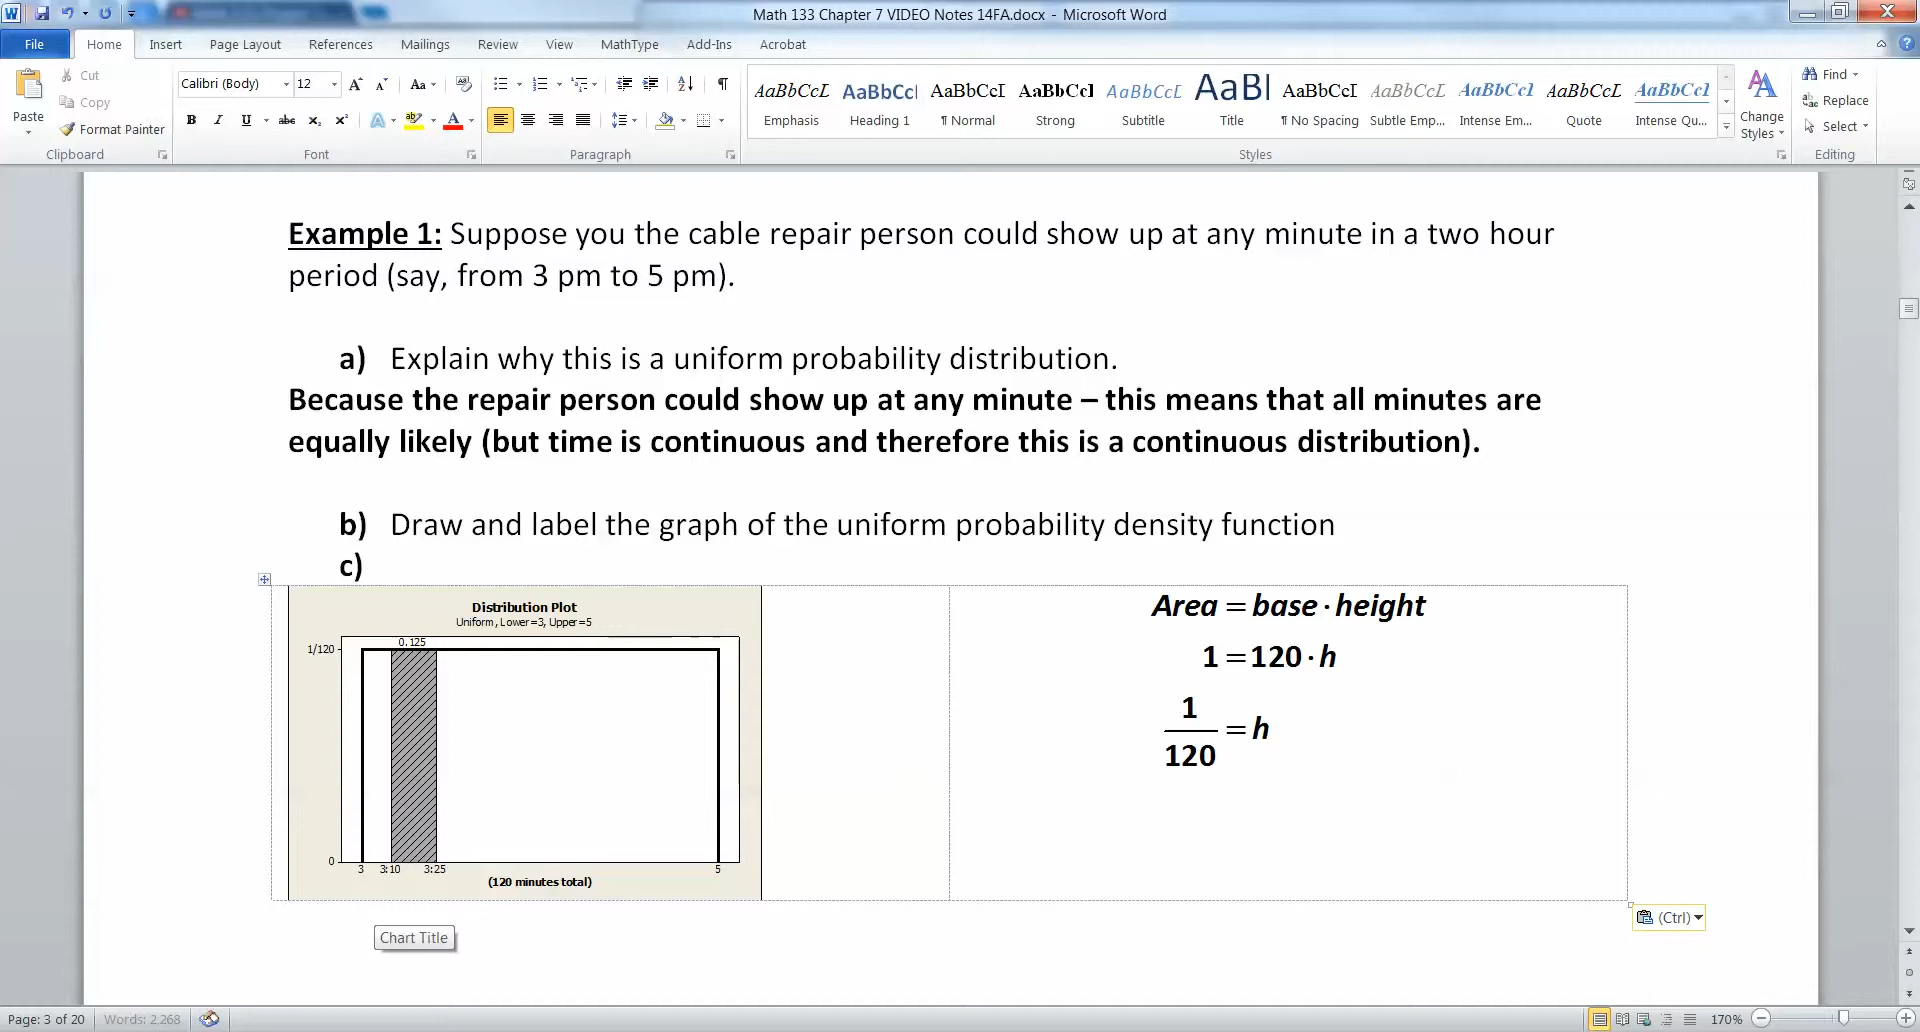 Math 133 Chapter 7 VIDEO Notes 14FA.docx - Microsoft Word
File Home Insert Page Layout References Mailings Review View MathType Add-Ins Acrobat
Paste
Cut
Copy
Format Painter
Clipboard
Calibri (Body) 12
Font
Paragraph
AaBbCcL AaBbCcI AaBbCcI AaBbCcI AaBbCcL AaBI AaBbCcI AaBbCcL AaBbCc1 AaBbCcL AaBbCc1
Emphasis Heading 1 ¶ Normal Strong Subtitle Title ¶ No Spacing Subtle Emp... Intense Em... Quote Intense Qu...
Styles
Change
Styles
Find
Replace
Select
Editing
Example 1: Suppose you the cable repair person could show up at any minute in a two hour
period (say, from 3 pm to 5 pm).
a) Explain why this is a uniform probability distribution.
Because the repair person could show up at any minute – this means that all minutes are
equally likely (but time is continuous and therefore this is a continuous distribution).
b) Draw and label the graph of the uniform probability density function
c)
Distribution Plot
Uniform, Lower=3, Upper=5
0.125
1/120
0
3 3:10 3:25 5
(120 minutes total)
Area = base · height
1 = 120 · h
1
120
= h
(Ctrl)
Chart Title
Page: 3 of 20 Words: 2,268 170%